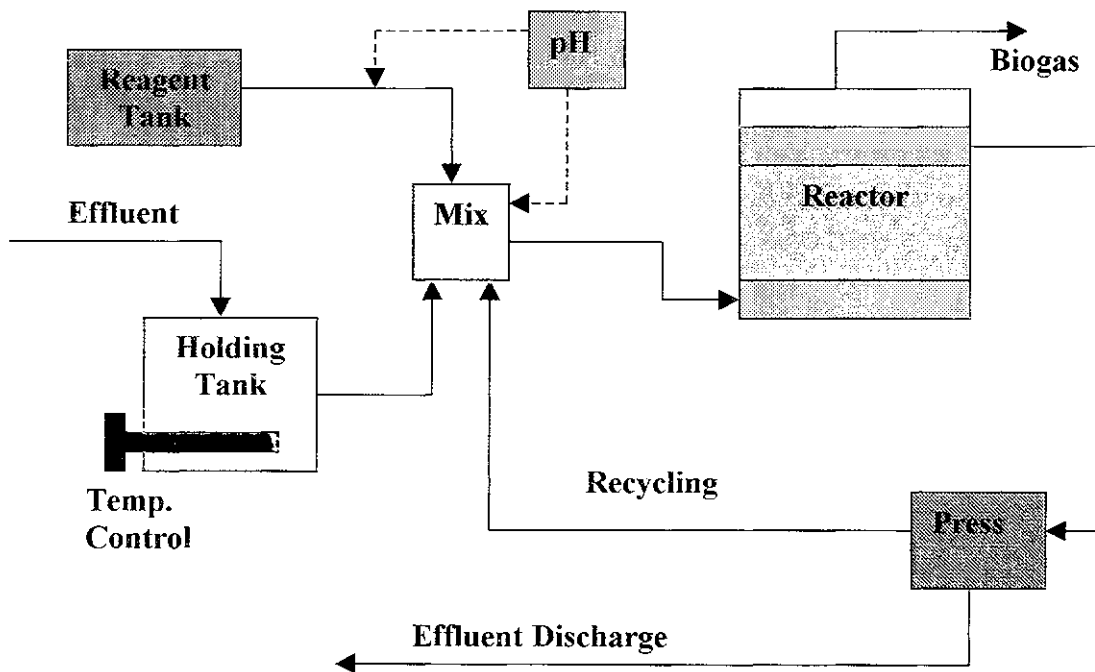 pH
Biogas
Reagent
Tank
Effluent
Mix
Reactor
Holding
Tank
Temp.
Control
Recycling
Press
Effluent Discharge